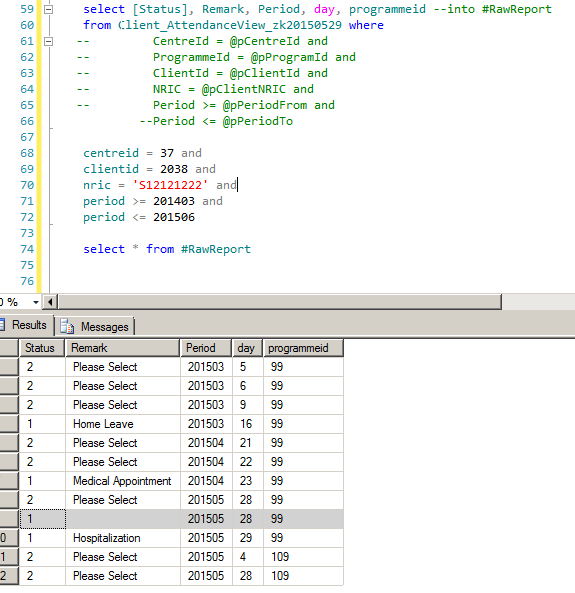 59 select [Status], Remark, Period, day, programmeid --into #RawReport
60 from Client_AttendanceView_zk20150529 where
61 -- CentreId = @pCentreId and
62 -- ProgrammeId = @pProgramId and
63 -- ClientId = @pClientId and
64 -- NRIC = @pClientNRIC and
65 -- Period >= @pPeriodFrom and
66 --Period <= @pPeriodTo
67
68 centreid = 37 and
69 clientid = 2038 and
70 nric = 'S12121222' and
71 period >= 201403 and
72 period <= 201506
73
74 select * from #RawReport
75
76
0 %
Results Messages
Status Remark Period day programmeid
2 Please Select 201503 5 99
2 Please Select 201503 6 99
2 Please Select 201503 9 99
1 Home Leave 201503 16 99
2 Please Select 201504 21 99
2 Please Select 201504 22 99
1 Medical Appointment 201504 23 99
2 Please Select 201505 28 99
1 201505 28 99
0 1 Hospitalization 201505 29 99
1 2 Please Select 201505 4 109
2 2 Please Select 201505 28 109